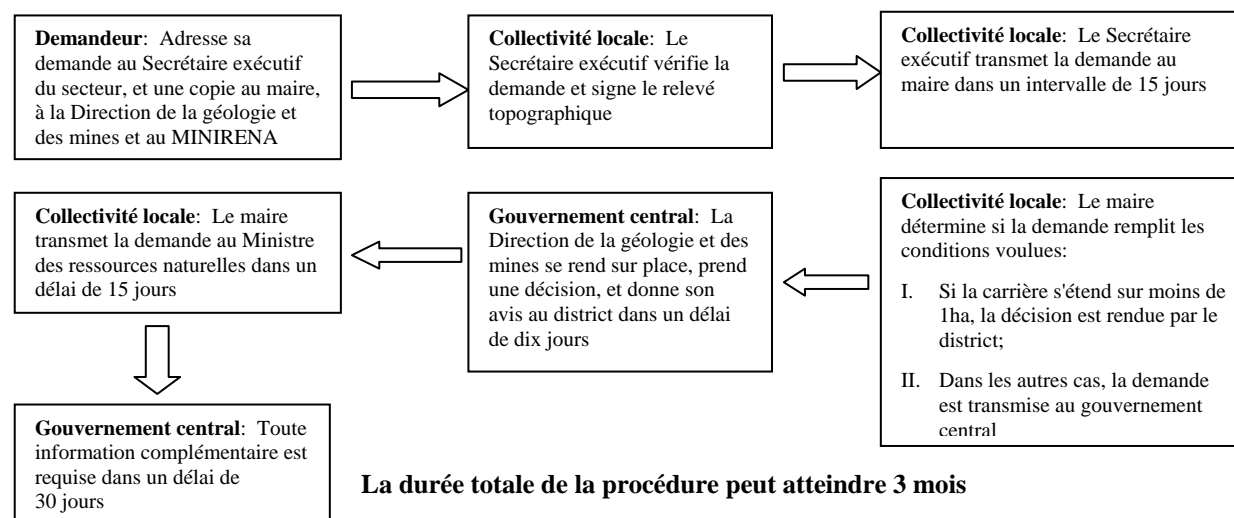 Demandeur: Adresse sa
demande au Secrétaire exécutif
du secteur, et une copie au maire,
à la Direction de la géologie et
des mines et au MINIRENA
Collectivité locale: Le
Secrétaire exécutif vérifie la
demande et signe le relevé
topographique
Collectivité locale: Le Secrétaire
exécutif transmet la demande au
maire dans un intervalle de 15 jours
Collectivité locale: Le maire
détermine si la demande remplit les
conditions voulues:
I. Si la carrière s'étend sur moins de
1ha, la décision est rendue par le
district;
II. Dans les autres cas, la demande
est transmise au gouvernement
central
Gouvernement central: La
Direction de la géologie et des
mines se rend sur place, prend
une décision, et donne son
avis au district dans un délai
de dix jours
Collectivité locale: Le maire
transmet la demande au Ministre
des ressources naturelles dans un
délai de 15 jours
Gouvernement central: Toute
information complémentaire est
requise dans un délai de
30 jours
La durée totale de la procédure peut atteindre 3 mois